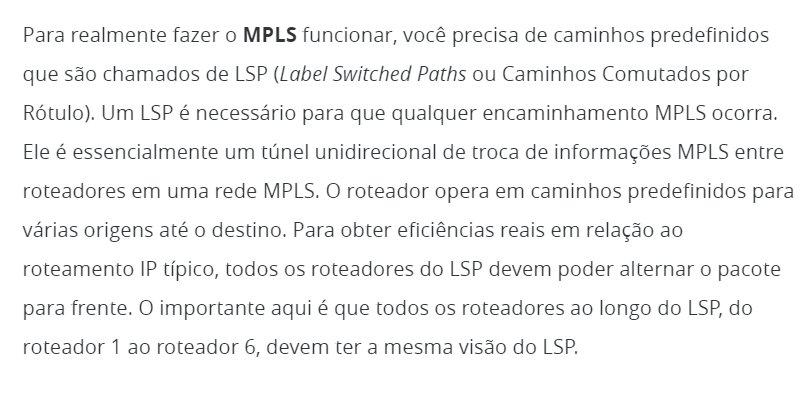 Para realmente fazer o MPLS funcionar, você precisa de caminhos predefinidos
que são chamados de LSP (Label Switched Paths ou Caminhos Comutados por
Rótulo). Um LSP é necessário para que qualquer encaminhamento MPLS ocorra.
Ele é essencialmente um túnel unidirecional de troca de informações MPLS entre
roteadores em uma rede MPLS. O roteador opera em caminhos predefinidos para
várias origens até o destino. Para obter eficiências reais em relação ao
roteamento IP típico, todos os roteadores do LSP devem poder alternar o pacote
para frente. O importante aqui é que todos os roteadores ao longo do LSP, do
roteador 1 ao roteador 6, devem ter a mesma visão do LSP.